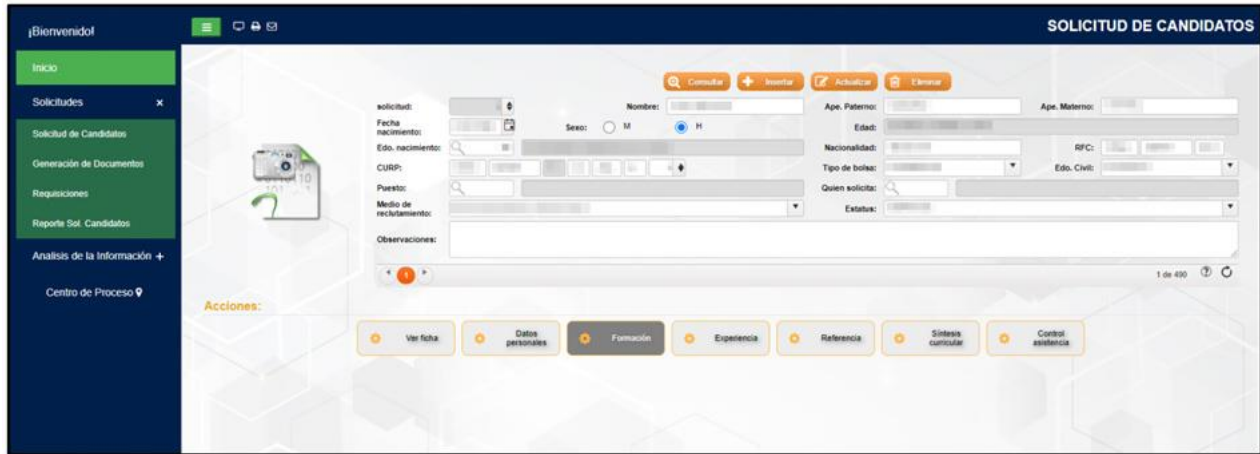 ¡Bienvenido!
SOLICITUD DE CANDIDATOS
Inicio
Solicitudes x
Solicitud de Candidatos
Generación de Documentos
Requisiciones
Reporte Sol. Candidatos
Analisis de la Información +
Centro de Proceso
Consultar Insertar Actualizar Eliminar
solicitud: Nombre: Ape. Paterno: Ape. Materno:
Fecha nacimiento: Sexo: M H Edad:
Edo. nacimiento: Nacionalidad: RFC:
CURP: Tipo de bolsa: Edo. Civil:
Puesto: Quien solicita:
Medio de reclutamiento: Estatus:
Observaciones:
1 1 de 490
Acciones:
Ver ficha Datos personales Formación Experiencia Referencia Síntesis curricular Control asistencia